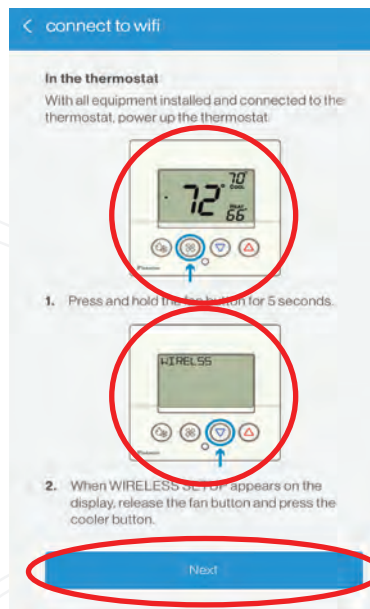 connect to wifi
In the thermostat
With all equipment installed and connected to the
thermostat, power up the thermostat.
72° 70°
COOL
HEAT
66
1. Press and hold the fan button for 5 seconds.
WIRELSS
2. When WIRELESS SETUP appears on the
display, release the fan button and press the
cooler button.
Next